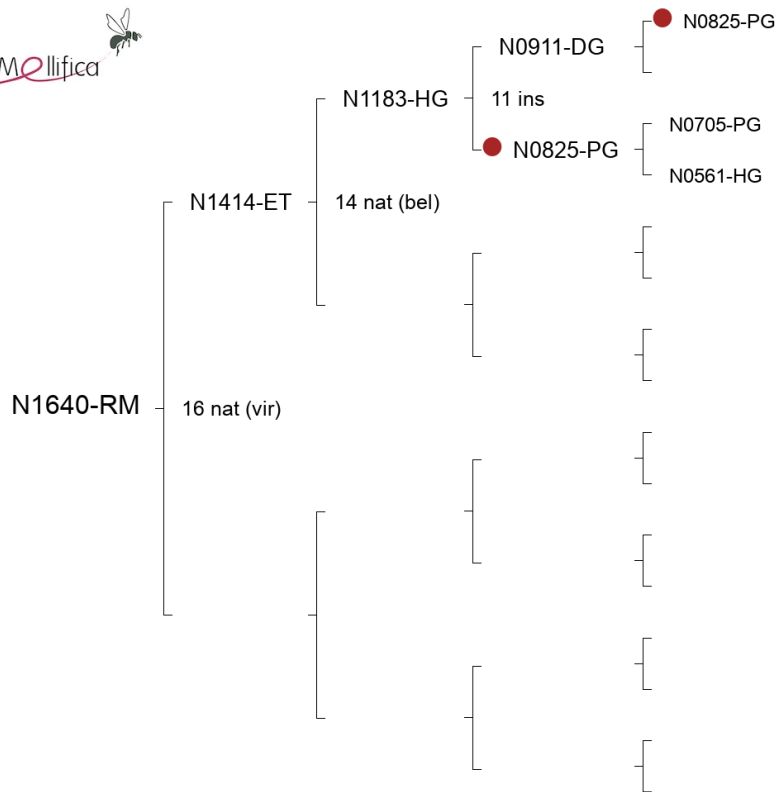 Mellifica
N0825-PG
N0911-DG
N1183-HG
11 ins
N0705-PG
N0825-PG
N0561-HG
N1414-ET
14 nat (bel)
N1640-RM
16 nat (vir)